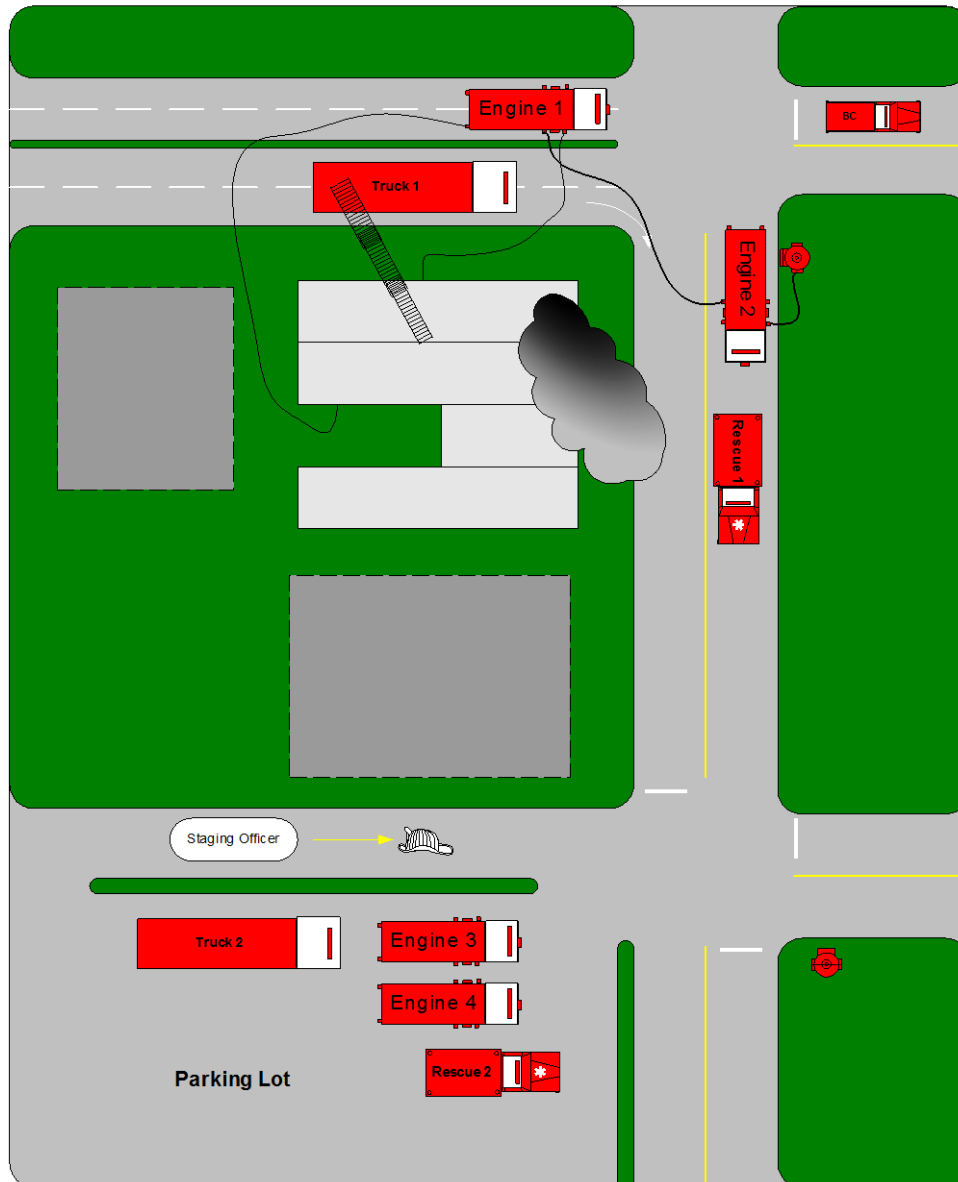 Engine 1
BC
Truck 1
Engine 2
Rescue 1
Staging Officer
Truck 2
Engine 3
Engine 4
Rescue 2
Parking Lot